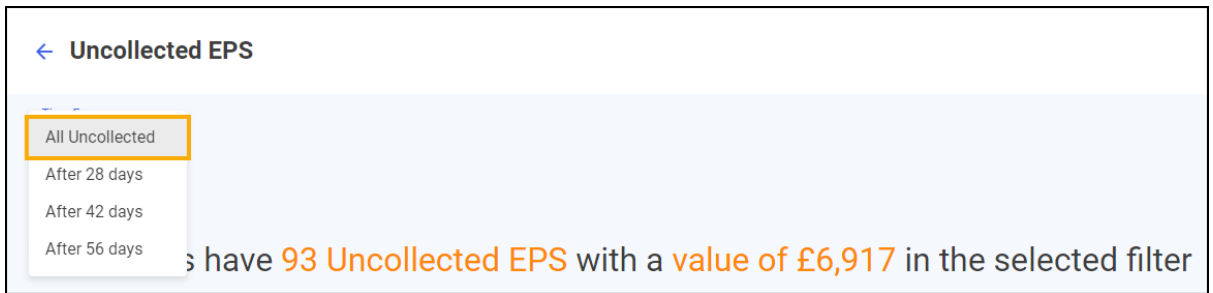 ← Uncollected EPS
All Uncollected
After 28 days
After 42 days
After 56 days
s have 93 Uncollected EPS with a value of £6,917 in the selected filter